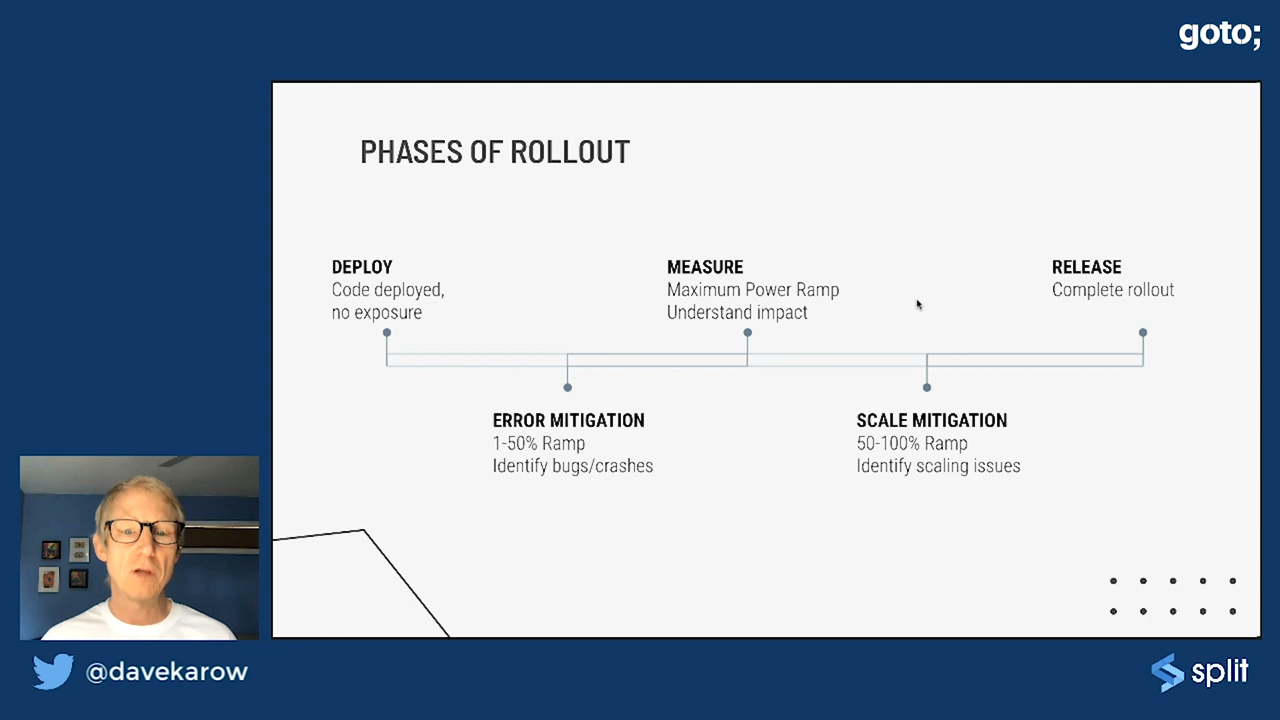 goto;
PHASES OF ROLLOUT
DEPLOY
Code deployed,
no exposure
MEASURE
Maximum Power Ramp
Understand impact
RELEASE
Complete rollout
ERROR MITIGATION
1-50% Ramp
Identify bugs/crashes
SCALE MITIGATION
50-100% Ramp
Identify scaling issues
@davekarow
split